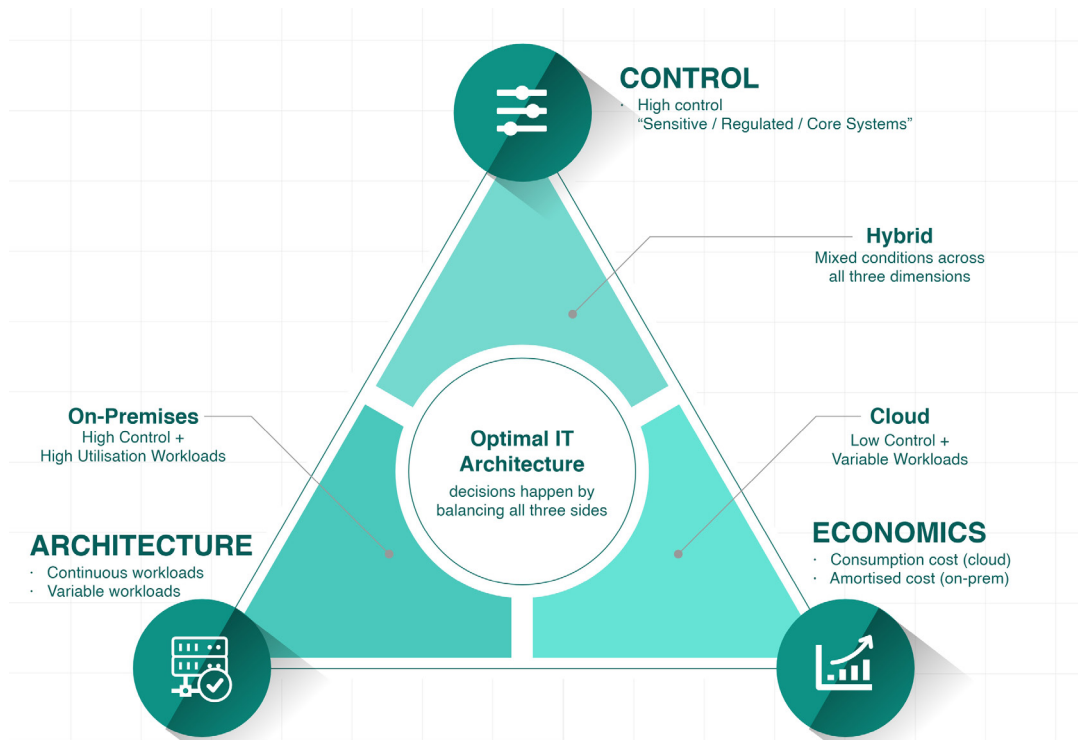 CONTROL
· High control
“Sensitive / Regulated / Core Systems”
Hybrid
Mixed conditions across
all three dimensions
On-Premises
High Control +
High Utilisation Workloads
Cloud
Low Control +
Variable Workloads
Optimal IT
Architecture
decisions happen by
balancing all three sides
ARCHITECTURE
· Continuous workloads
· Variable workloads
ECONOMICS
· Consumption cost (cloud)
· Amortised cost (on-prem)